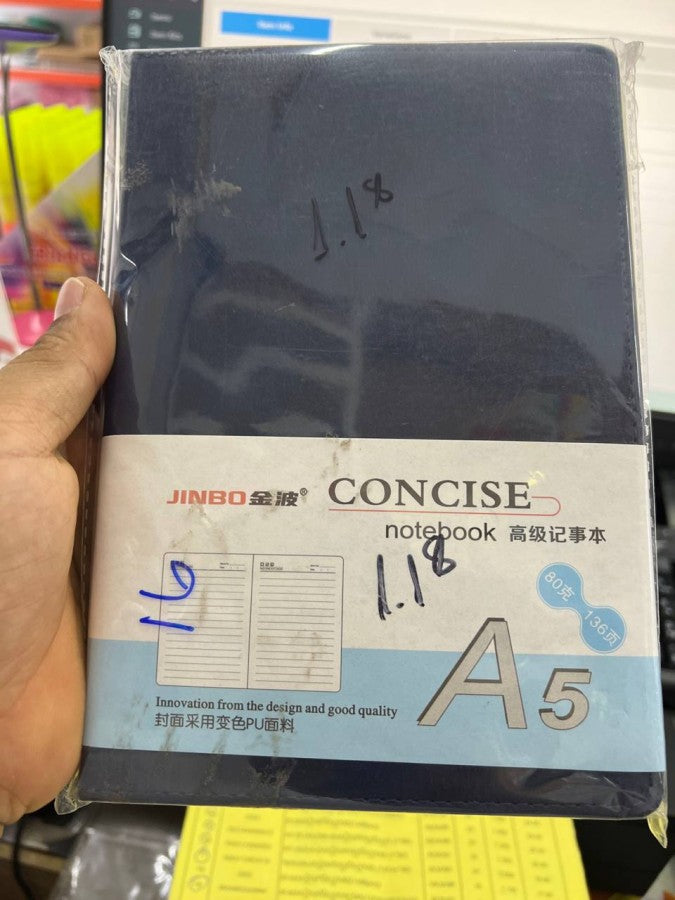 1.18
JINBO金波® CONCISE
notebook 高级记事本
16
1.18
80克
136页
A5
Innovation from the design and good quality
封面采用变色PU面料